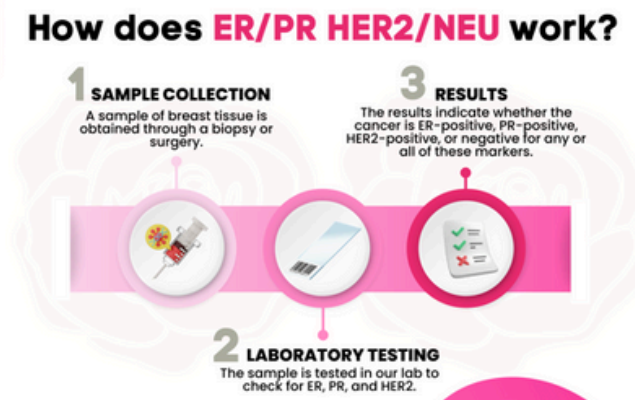 How does ER/PR HER2/NEU work?
1 SAMPLE COLLECTION
A sample of breast tissue is
obtained through a biopsy or
surgery.
2 LABORATORY TESTING
The sample is tested in our lab to
check for ER, PR, and HER2.
3 RESULTS
The results indicate whether the
cancer is ER-positive, PR-positive,
HER2-positive, or negative for any or
all of these markers.